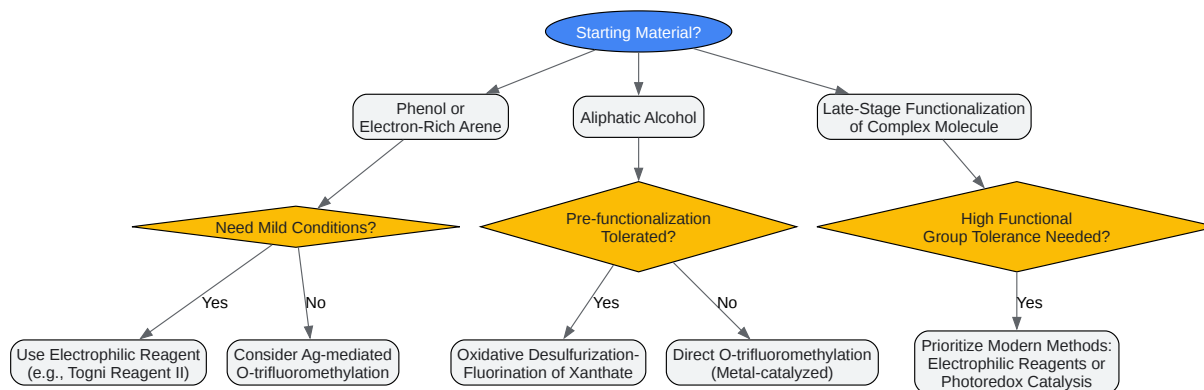 Starting Material?
Phenol or
Electron-Rich Arene
Aliphatic Alcohol
Late-Stage Functionalization
of Complex Molecule
Need Mild Conditions?
Pre-functionalization
Tolerated?
High Functional
Group Tolerance Needed?
Yes
No
Yes
No
Yes
Use Electrophilic Reagent
(e.g., Togni Reagent II)
Consider Ag-mediated
O-trifluoromethylation
Oxidative Desulfurization-
Fluorination of Xanthate
Direct O-trifluoromethylation
(Metal-catalyzed)
Prioritize Modern Methods:
Electrophilic Reagents or
Photoredox Catalysis